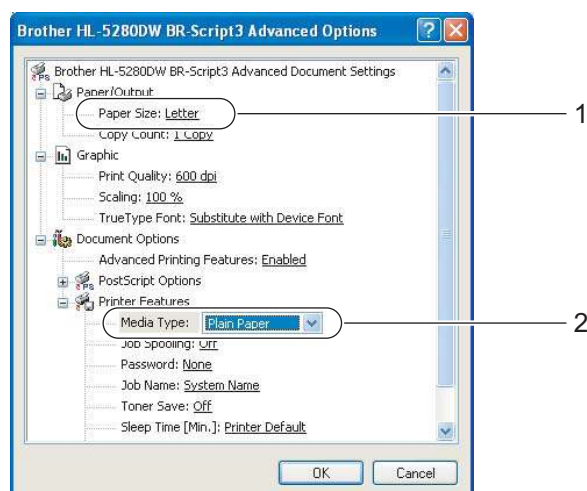 Brother HL-5280DW BR-Script3 Advanced Options
Brother HL-5280DW BR-Script3 Advanced Document Settings
Paper/Output
Paper Size: Letter
1
Copy Count: 1 Copy
Graphic
Print Quality: 600 dpi
Scaling: 100 %
TrueType Font: Substitute with Device Font
Document Options
Advanced Printing Features: Enabled
PostScript Options
Printer Features
Media Type: Plain Paper
2
Job Spooling: Off
Password: None
Job Name: System Name
Toner Save: Off
Sleep Time [Min.]: Printer Default
OK Cancel